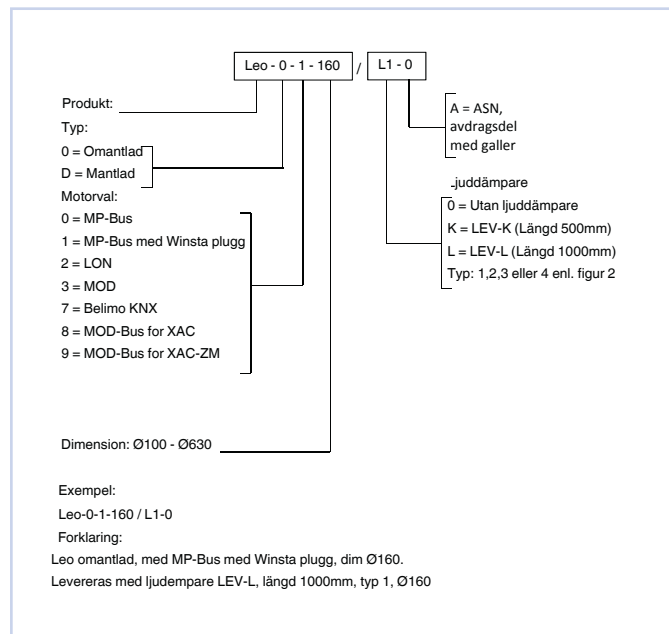 Leo - 0 - 1 - 160 / L1 - 0
Produkt:
Typ:
0 = Omantlad
D = Mantlad
Motorval:
0 = MP-Bus
1 = MP-Bus med Winsta plugg
2 = LON
3 = MOD
7 = Belimo KNX
8 = MOD-Bus for XAC
9 = MOD-Bus for XAC-ZM
Dimension: Ø100 - Ø630
A = ASN,
avdragsdel
med galler
Ljuddämpare
0 = Utan ljuddämpare
K = LEV-K (Längd 500mm)
L = LEV-L (Längd 1000mm)
Typ: 1,2,3 eller 4 enl. figur 2
Exempel:
Leo-0-1-160 / L1-0
Forklaring:
Leo omantlad, med MP-Bus med Winsta plugg, dim Ø160.
Levereras med ljudempare LEV-L, längd 1000mm, typ 1, Ø160